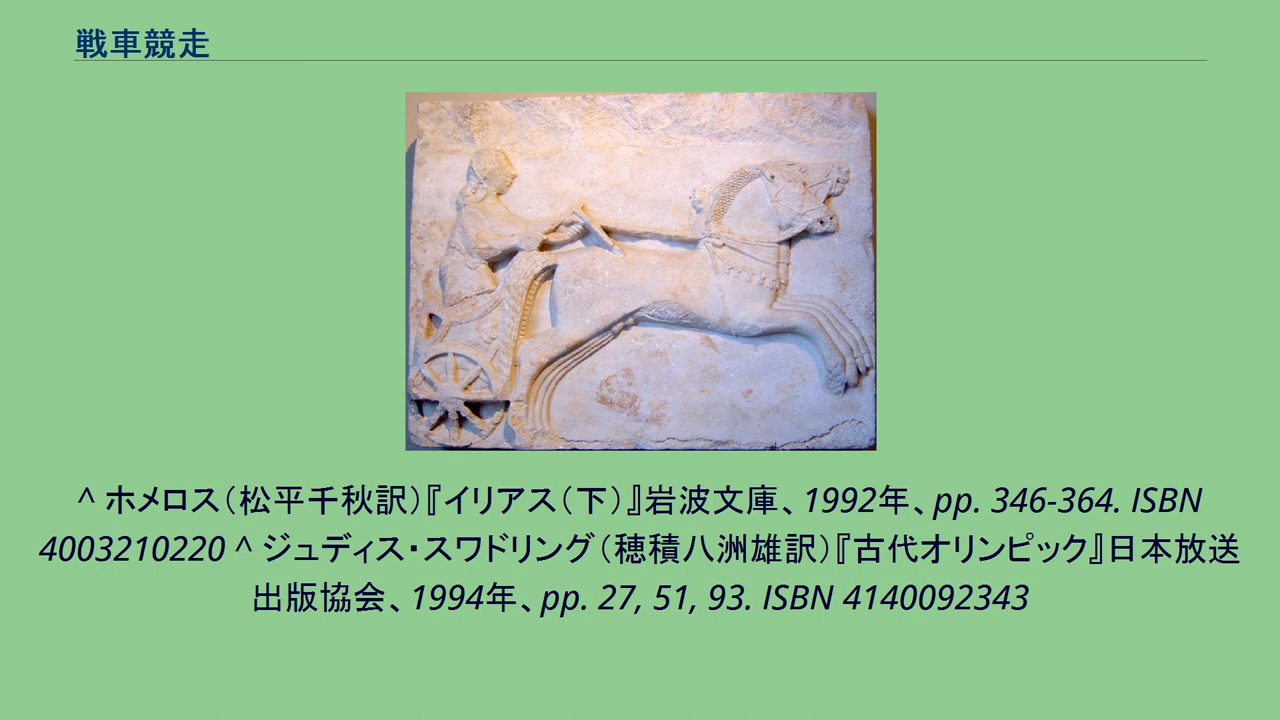 戦車競走
^ ホメロス（松平千秋訳）『イリアス（下）』岩波文庫、1992年、pp. 346-364. ISBN
4003210220 ^ ジュディス・スワドリング（穂積八洲雄訳）『古代オリンピック』日本放送
出版協会、1994年、pp. 27, 51, 93. ISBN 4140092343